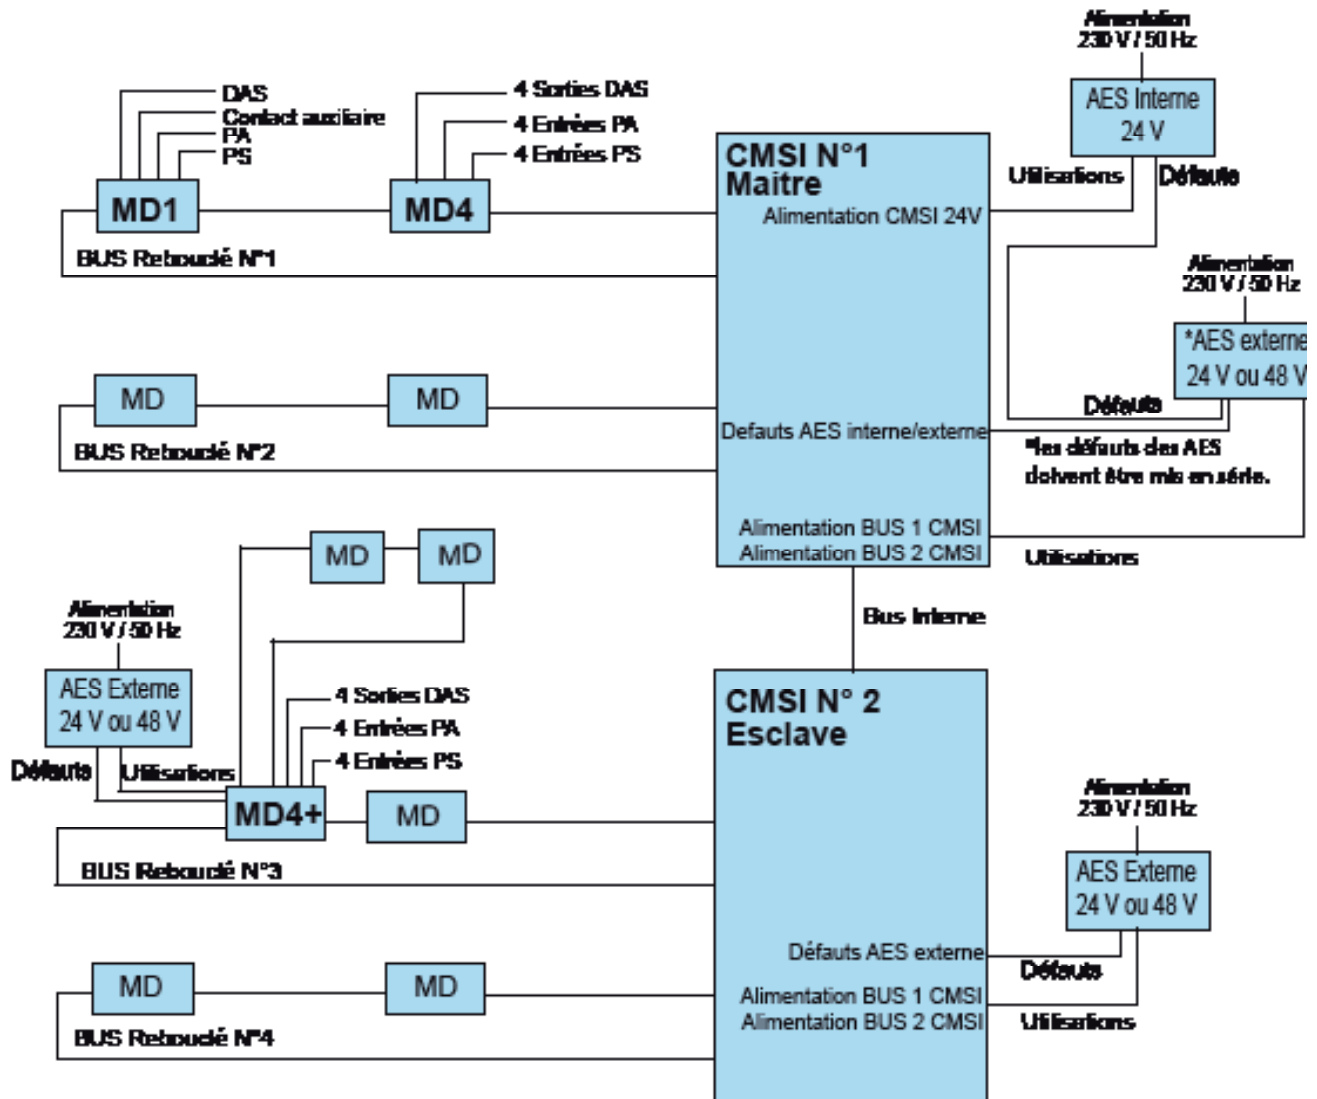 Alimentation
230 V / 50 Hz
AES Interne
24 V
Utilisations
Défauts
DAS
Contact auxiliaire
PA
PS
4 Sorties DAS
4 Entrées PA
4 Entrées PS
MD1
MD4
BUS Rebouclé N°1
CMSI N°1
Maitre
Alimentation CMSI 24V
Alimentation
230 V / 50 Hz
*AES externe
24 V ou 48 V
Défauts
MD
MD
BUS Rebouclé N°2
Defauts AES interne/externe
*les défauts des AES
doivent être mis en série.
Alimentation BUS 1 CMSI
Alimentation BUS 2 CMSI
Utilisations
MD
MD
Bus Interne
Alimentation
230 V / 50 Hz
AES Externe
24 V ou 48 V
Défauts
Utilisations
4 Sorties DAS
4 Entrées PA
4 Entrées PS
MD4+
MD
BUS Rebouclé N°3
CMSI N° 2
Esclave
Alimentation
230 V / 50 Hz
AES Externe
24 V ou 48 V
Défauts AES externe
Défauts
MD
MD
BUS Rebouclé N°4
Alimentation BUS 1 CMSI
Alimentation BUS 2 CMSI
Utilisations